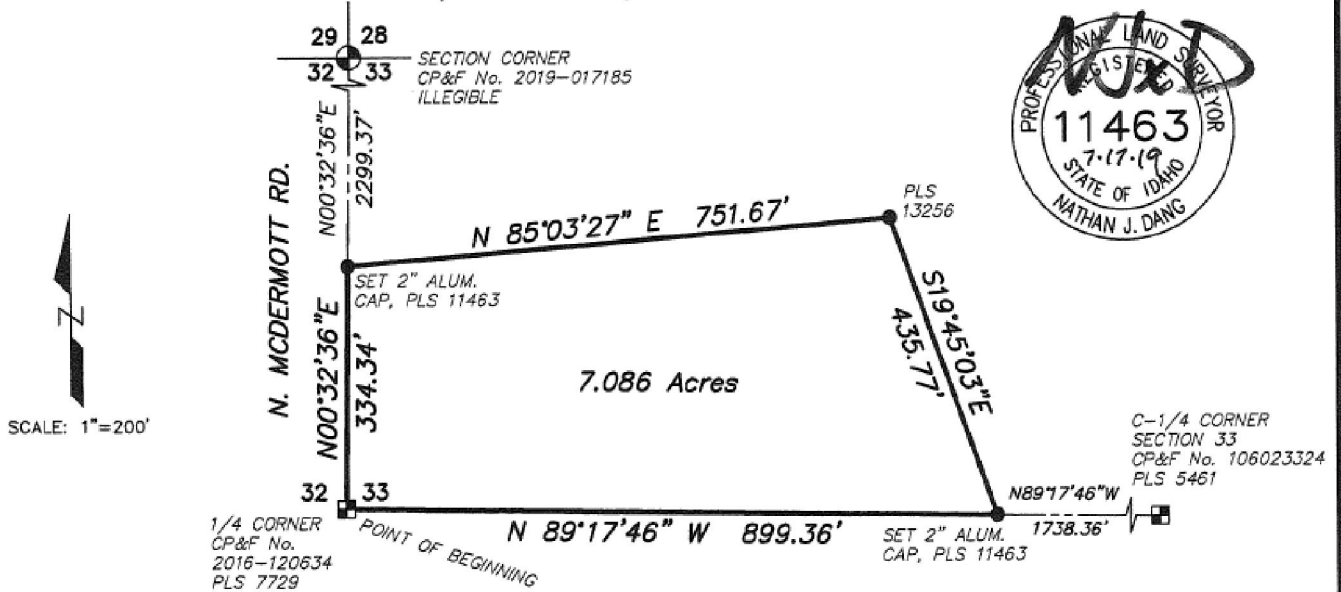 29 28
32 33
SECTION CORNER
CP&F No. 2019-017185
ILLEGIBLE
N00°32'36"E
2299.37'
N. MCDERMOTT RD.
PROFESSIONAL LAND SURVEYOR
REGISTERED
11463
7·17·19
STATE OF IDAHO
NATHAN J. DANG
PLS
13256
N 85°03'27" E 751.67'
SET 2" ALUM.
CAP, PLS 11463
N00°32'36"E
334.34'
S19°45'03"E
435.77'
7.086 Acres
Z
SCALE: 1"=200'
C-1/4 CORNER
SECTION 33
CP&F No. 106023324
PLS 5461
32 33
N89°17'46"W
1738.36'
1/4 CORNER
CP&F No.
2016-120634
PLS 7729
POINT OF BEGINNING
N 89°17'46" W 899.36'
SET 2" ALUM.
CAP, PLS 11463